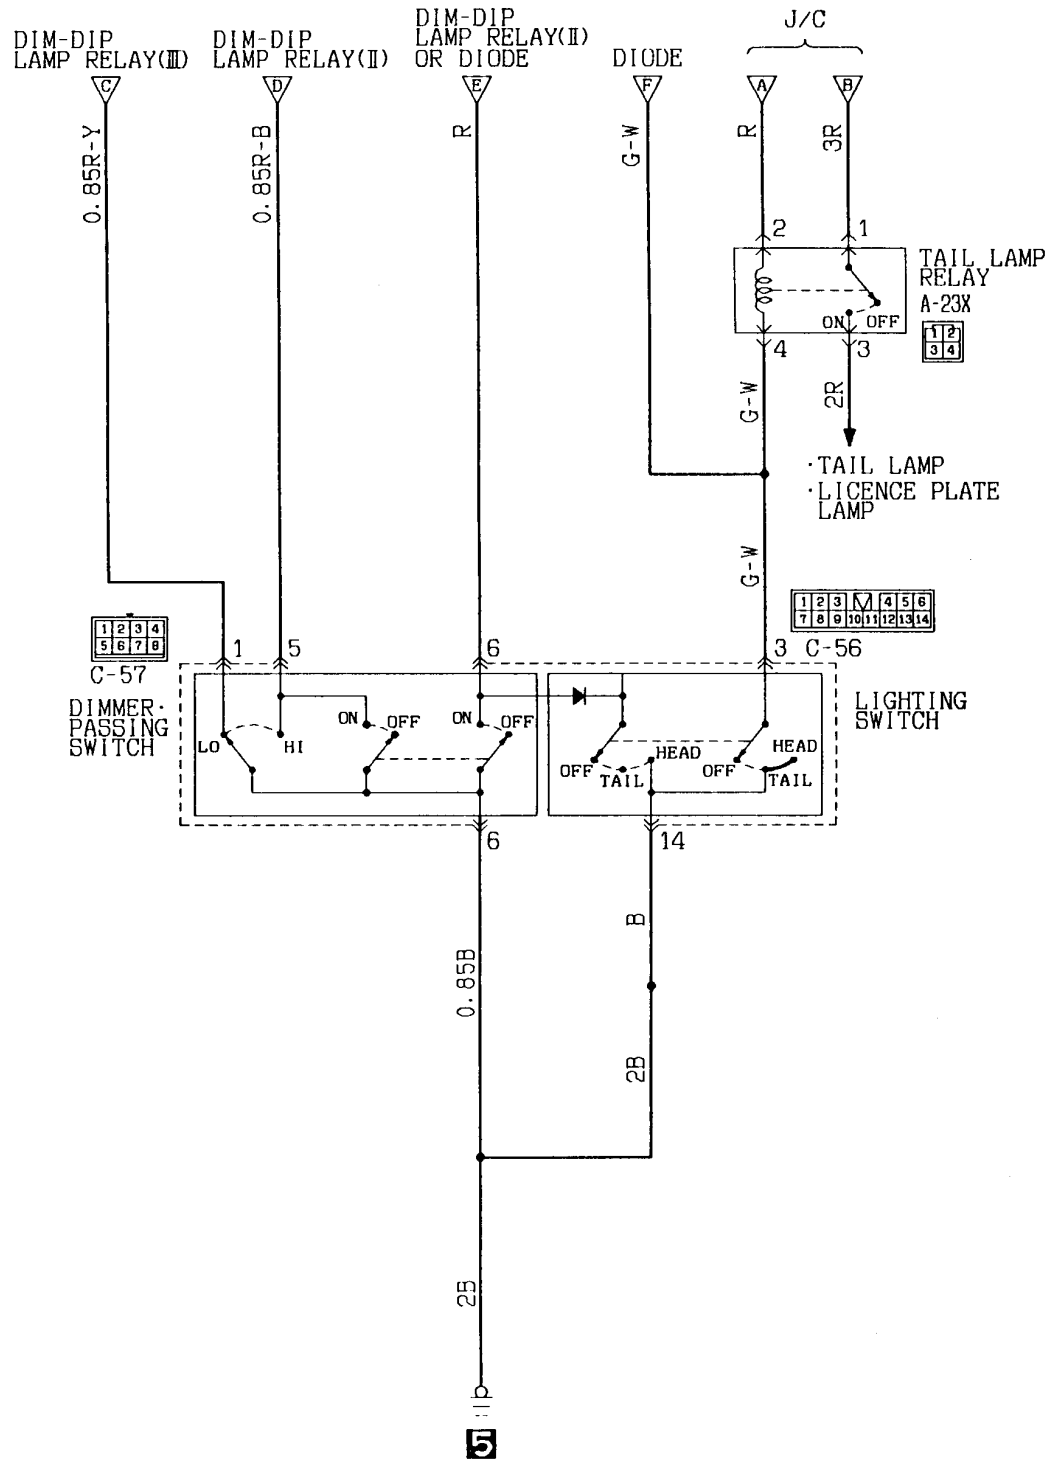 DIM-DIP
LAMP RELAY(Ⅲ)
DIM-DIP
LAMP RELAY(Ⅱ)
DIM-DIP
LAMP RELAY(Ⅱ)
OR DIODE
DIODE
J/C
C
D
E
F
A
B
0.85R-Y
0.85R-B
R
G-W
R
3R
2
1
TAIL LAMP
RELAY
A-23X
1 2
3 4
ON
OFF
4
3
G-W
2R
·TAIL LAMP
·LICENCE PLATE
LAMP
G-W
1 2 3 4 5 6
7 8 9 10 11 12 13 14
C-56
1 2 3 4
5 6 7 8
C-57
1
5
6
3
DIMMER·
PASSING
SWITCH
LIGHTING
SWITCH
LO
HI
ON
OFF
ON
OFF
OFF
TAIL
HEAD
OFF
HEAD
TAIL
6
14
0.85B
B
2B
2B
5